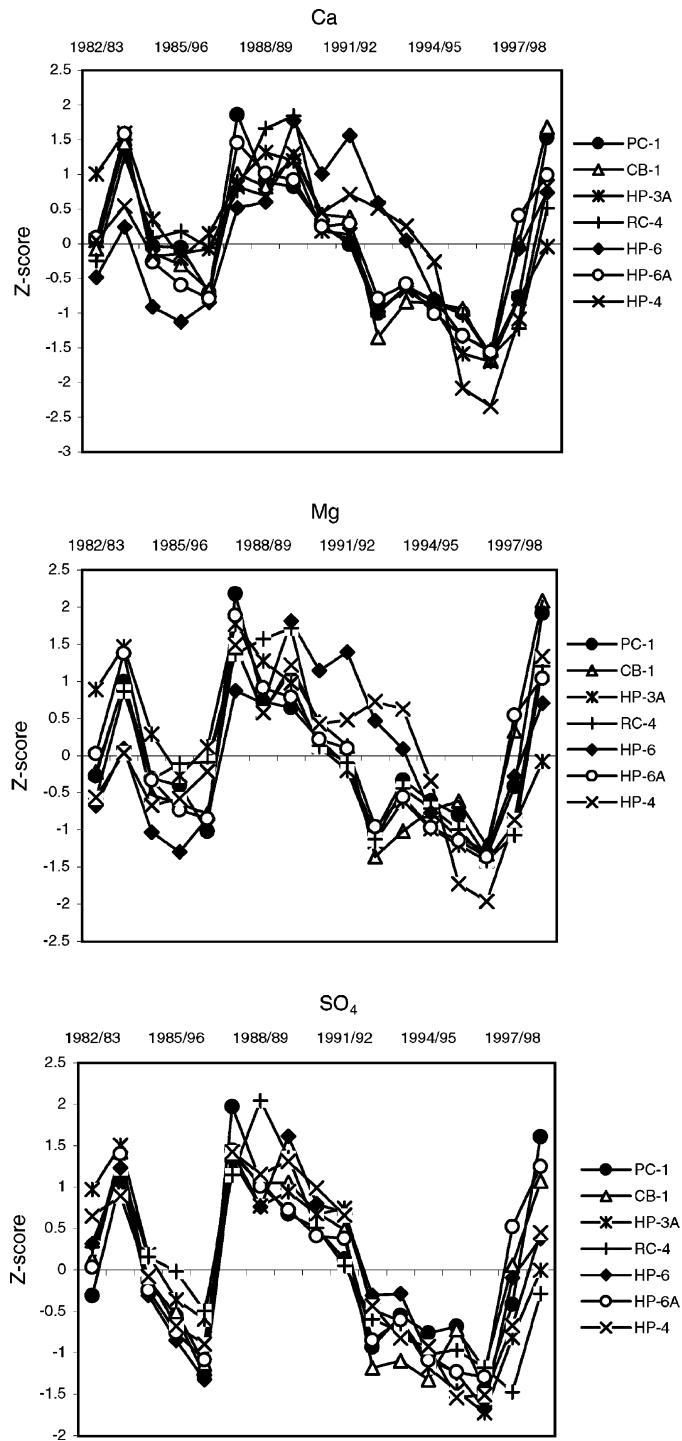 Ca
1982/83 1985/96 1988/89 1991/92 1994/95 1997/98
2.5
2
1.5
1
0.5
0
-0.5
-1
-1.5
-2
-2.5
-3
Z-score
PC-1
CB-1
HP-3A
RC-4
HP-6
HP-6A
HP-4
Mg
1982/83 1985/96 1988/89 1991/92 1994/95 1997/98
2.5
2
1.5
1
0.5
0
-0.5
-1
-1.5
-2
-2.5
Z-score
PC-1
CB-1
HP-3A
RC-4
HP-6
HP-6A
HP-4
SO4
1982/83 1985/96 1988/89 1991/92 1994/95 1997/98
2.5
2
1.5
1
0.5
0
-0.5
-1
-1.5
-2
Z-score
PC-1
CB-1
HP-3A
RC-4
HP-6
HP-6A
HP-4